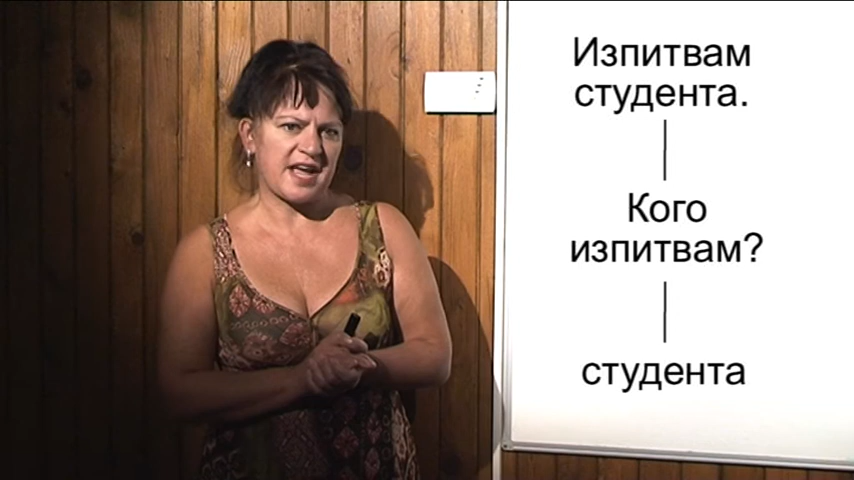 Изпитвам
студента.
Кого
изпитвам?
студента